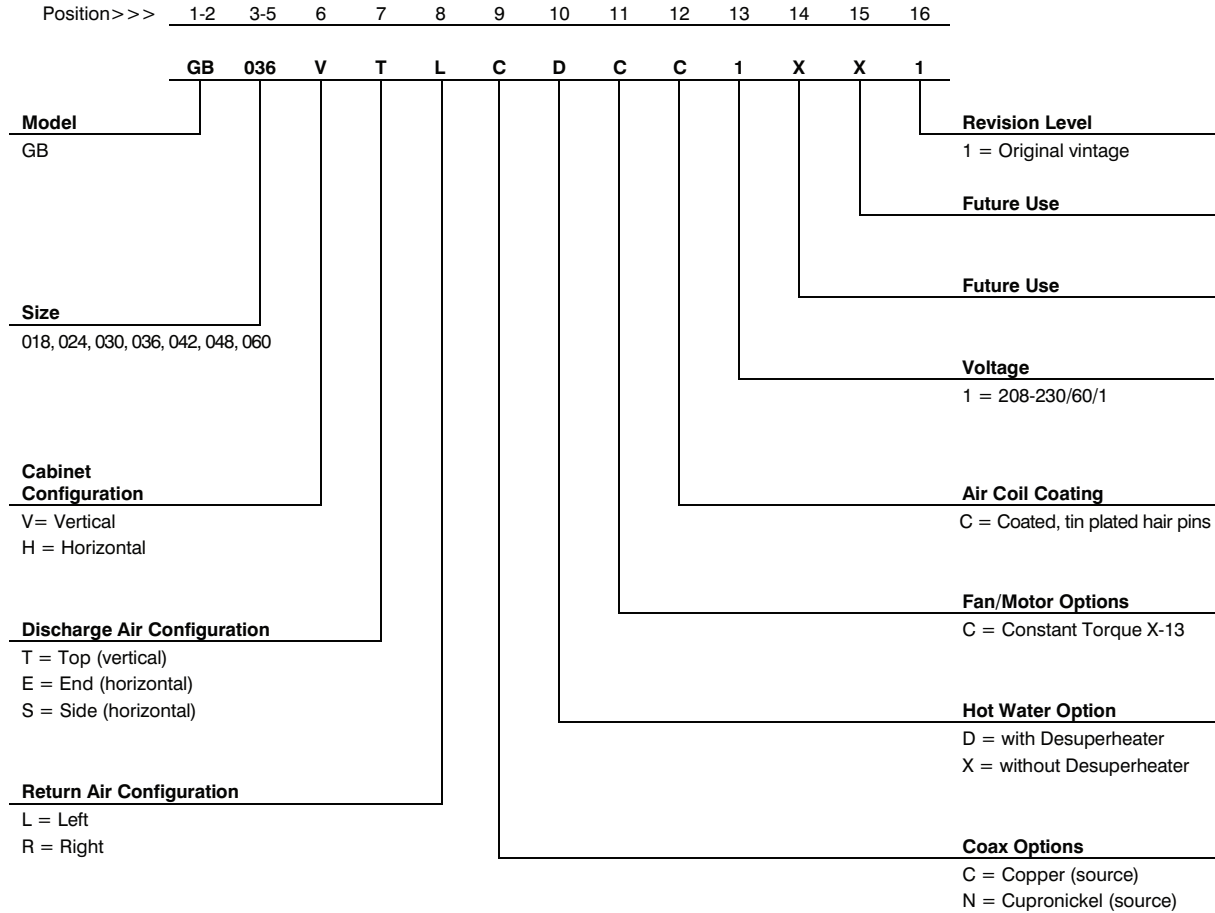 Position>>> 1-2 3-5 6 7 8 9 10 11 12 13 14 15 16
GB 036 V T L C D C C 1 X X 1
Model
GB
Size
018, 024, 030, 036, 042, 048, 060
Cabinet
Configuration
V= Vertical
H = Horizontal
Discharge Air Configuration
T = Top (vertical)
E = End (horizontal)
S = Side (horizontal)
Return Air Configuration
L = Left
R = Right
Revision Level
1 = Original vintage
Future Use
Future Use
Voltage
1 = 208-230/60/1
Air Coil Coating
C = Coated, tin plated hair pins
Fan/Motor Options
C = Constant Torque X-13
Hot Water Option
D = with Desuperheater
X = without Desuperheater
Coax Options
C = Copper (source)
N = Cupronickel (source)